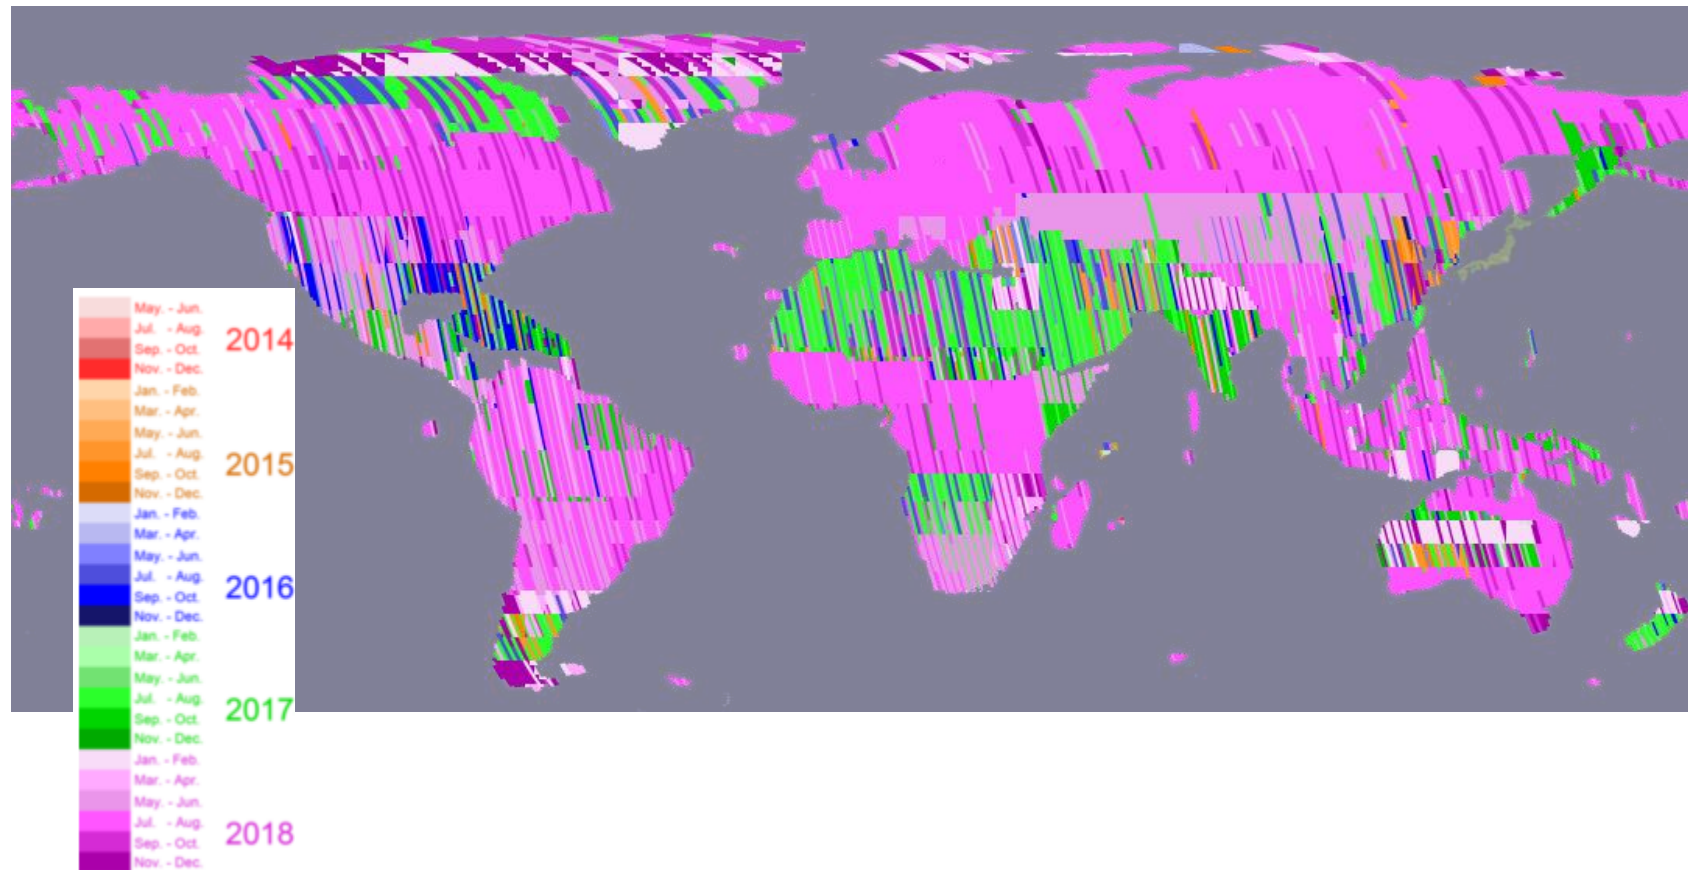 May. - Jun.
Jul. - Aug.
2014
Sep. - Oct.
Nov. - Dec.
Jan. - Feb.
Mar. - Apr.
May. - Jun.
Jul. - Aug.
2015
Sep. - Oct.
Nov. - Dec.
Jan. - Feb.
Mar. - Apr.
May. - Jun.
Jul. - Aug.
2016
Sep. - Oct.
Nov. - Dec.
Jan. - Feb.
Mar. - Apr.
May. - Jun.
Jul. - Aug.
2017
Sep. - Oct.
Nov. - Dec.
Jan. - Feb.
Mar. - Apr.
May. - Jun.
Jul. - Aug.
2018
Sep. - Oct.
Nov. - Dec.